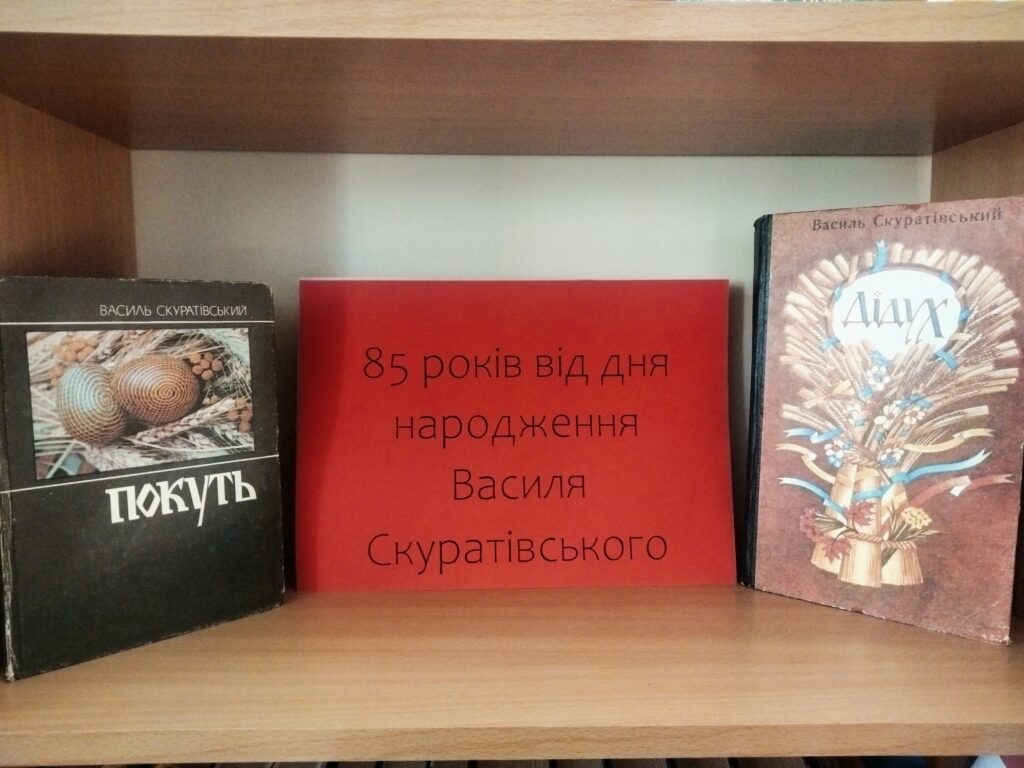 ВАСИЛЬ СКУРАТІВСЬКИЙ
ПОКУТЬ
85 років від дня
народження
Василя
Скуратівського
Василь Скуратівський
Дідух